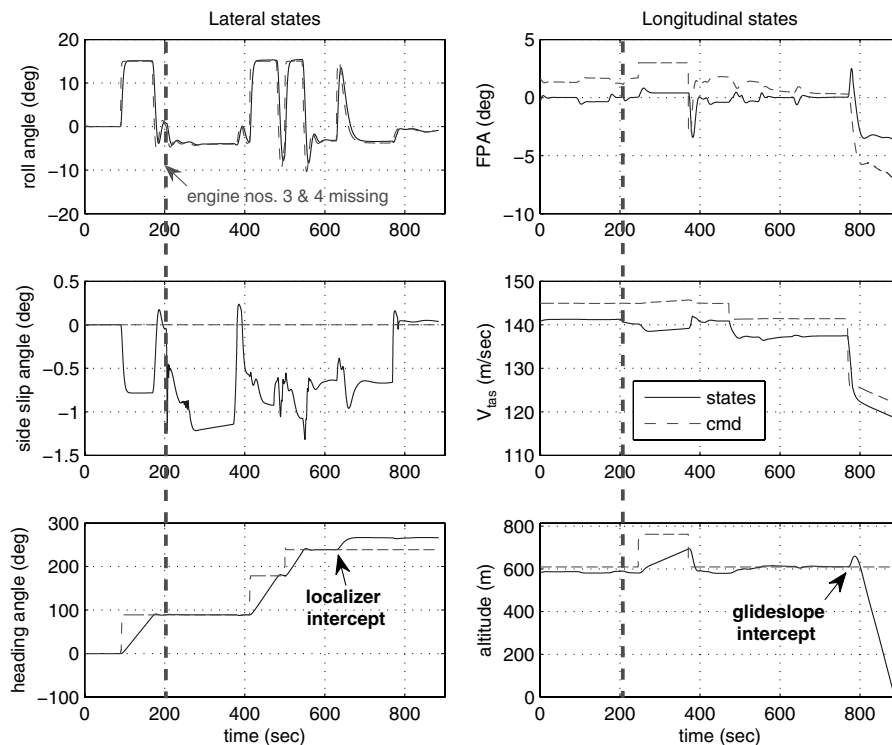 Lateral states
Longitudinal states
20
10
0
−10
−20
roll angle (deg)
engine nos. 3 & 4 missing
0 200 400 600 800
10
5
0
−5
−10
FPA (deg)
0 200 400 600 800
0.5
0
−0.5
−1
−1.5
side slip angle (deg)
0 200 400 600 800
150
140
130
120
110
Vtas (m/sec)
states
cmd
0 200 400 600 800
300
200
100
0
−100
heading angle (deg)
localizer
intercept
0 200 400 600 800
time (sec)
800
600
400
200
0
altitude (m)
glideslope
intercept
0 200 400 600 800
time (sec)